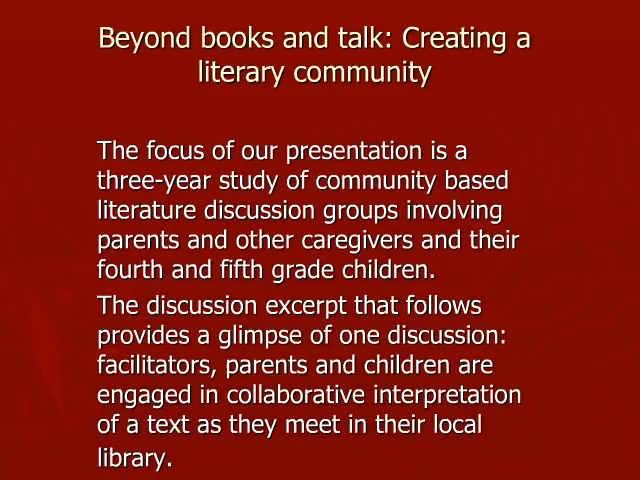 Beyond books and talk: Creating a
literary community
The focus of our presentation is a
three-year study of community based
literature discussion groups involving
parents and other caregivers and their
fourth and fifth grade children.
The discussion excerpt that follows
provides a glimpse of one discussion:
facilitators, parents and children are
engaged in collaborative interpretation
of a text as they meet in their local
library.